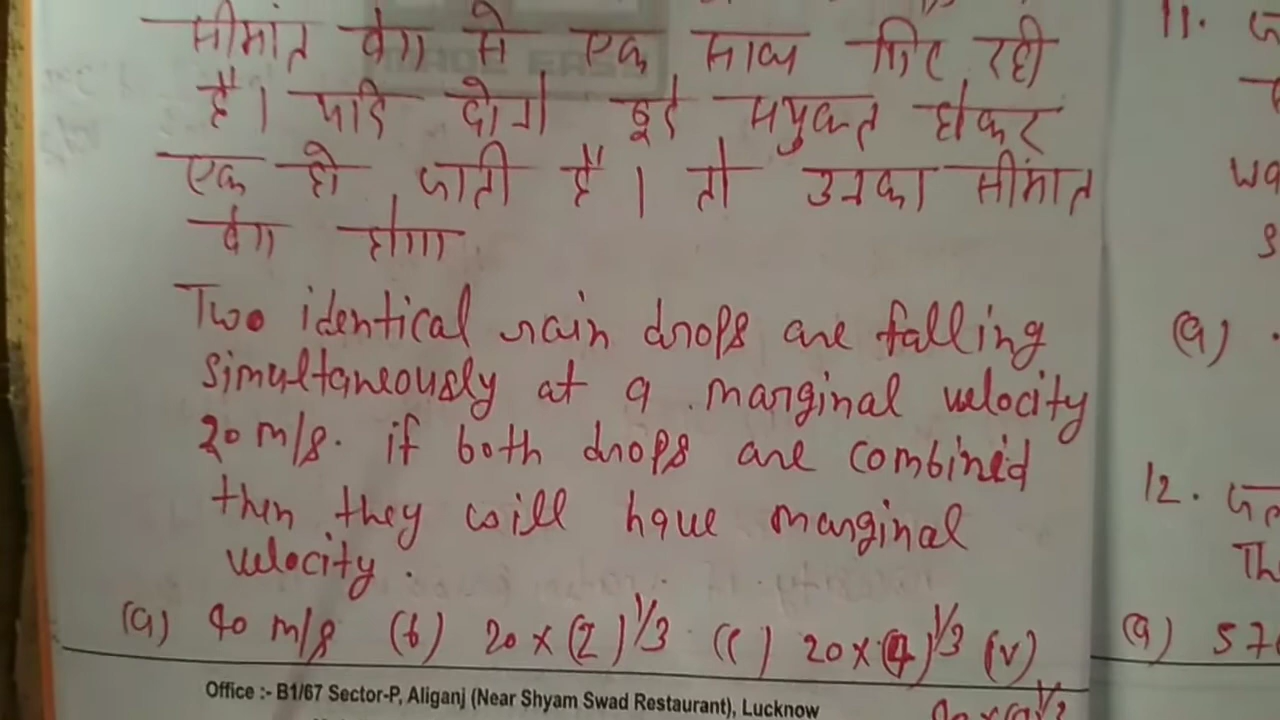 सीमांत वेग से एक साथ गिर रही
है। यदि दोनो बूंदे संयुक्त होकर
एक हो जाती है। तो उनका सीमांत
वेग होगा
Two identical rain drops are falling
simultaneously at a marginal velocity
20 m/s. if both drops are combined
then they will have marginal
velocity.
(a) 40 m/s (b) 20 × (2)^1/3 (c) 20 × (4)^1/3 (v)
Office :- B1/67 Sector-P, Aliganj (Near Shyam Swad Restaurant), Lucknow
11.
(a)
12.
Th
(a) 57